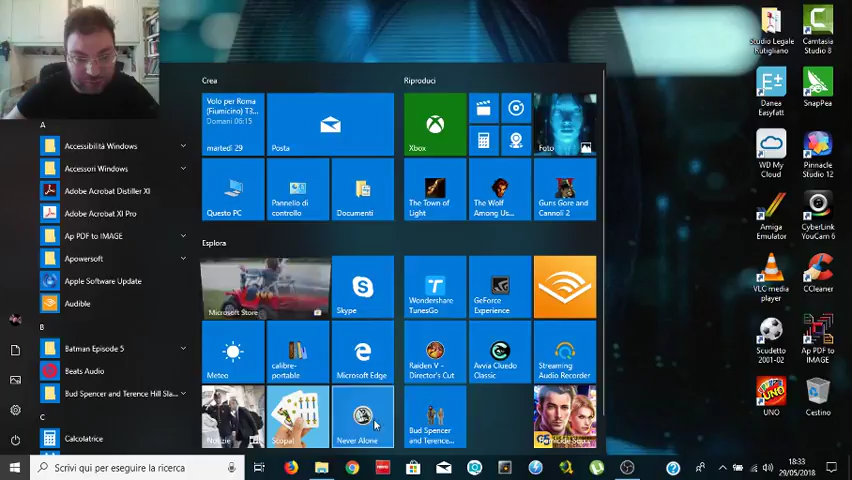 Crea
Riproduci
Volo per Roma
(Fiumicino) T3...
Domani 06:15
martedì 29
Posta
Xbox
Foto
Questo PC
Pannello di
controllo
Documenti
The Town of
Light
The Wolf
Among Us...
Guns Gore and
Cannoli 2
Esplora
Microsoft Store
Skype
Wondershare
TunesGo
GeForce
Experience
Meteo
calibre-
portable
Microsoft Edge
Raiden V -
Director's Cut
Avvia Cluedo
Classic
Streaming
Audio Recorder
Notizie
Scopa!
Never Alone
Bud Spencer
and Terence...
A
Accessibilità Windows
Accessori Windows
Adobe Acrobat Distiller XI
Adobe Acrobat XI Pro
Ap PDF to IMAGE
Apowersoft
Apple Software Update
Audible
B
Batman Episode 5
Beats Audio
Bud Spencer and Terence Hill Sla...
C
Calcolatrice
Studio Legale
Rutigliano
Camtasia
Studio 8
Danea
Easyfatt
SnapPea
WD My
Cloud
Pinnacle
Studio 12
Amiga
Emulator
CyberLink
YouCam 6
VLC media
player
CCleaner
Scudetto
2001-02
Ap PDF to
IMAGE
UNO
Cestino
Scrivi qui per eseguire la ricerca
18:33
29/05/2018